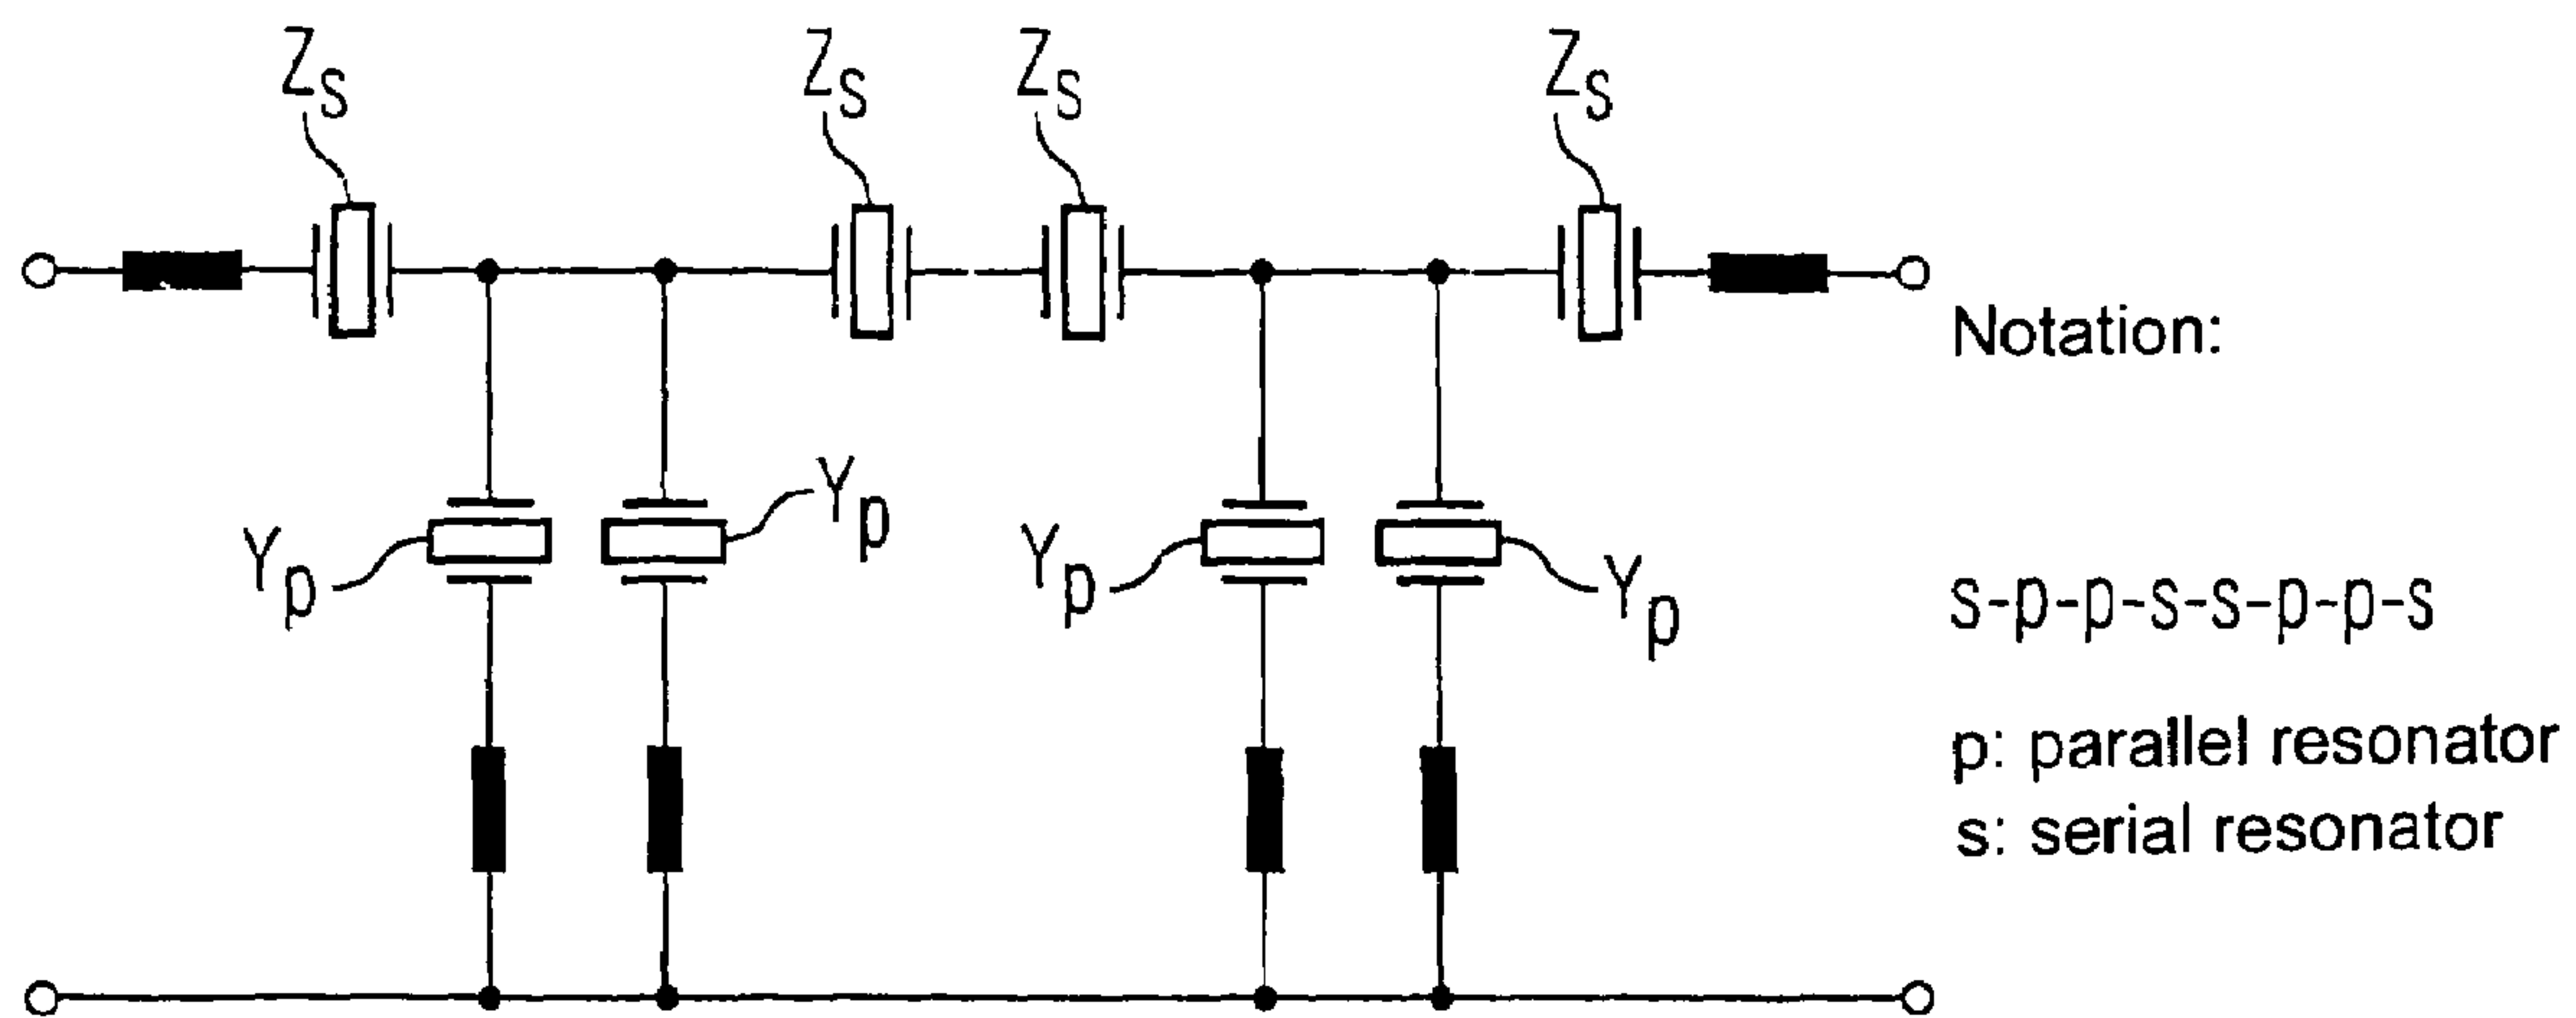 Zs Zs Zs Zs
Notation:
Yp Yp Yp Yp
s-p-p-s-s-p-p-s
p: parallel resonator
s: serial resonator